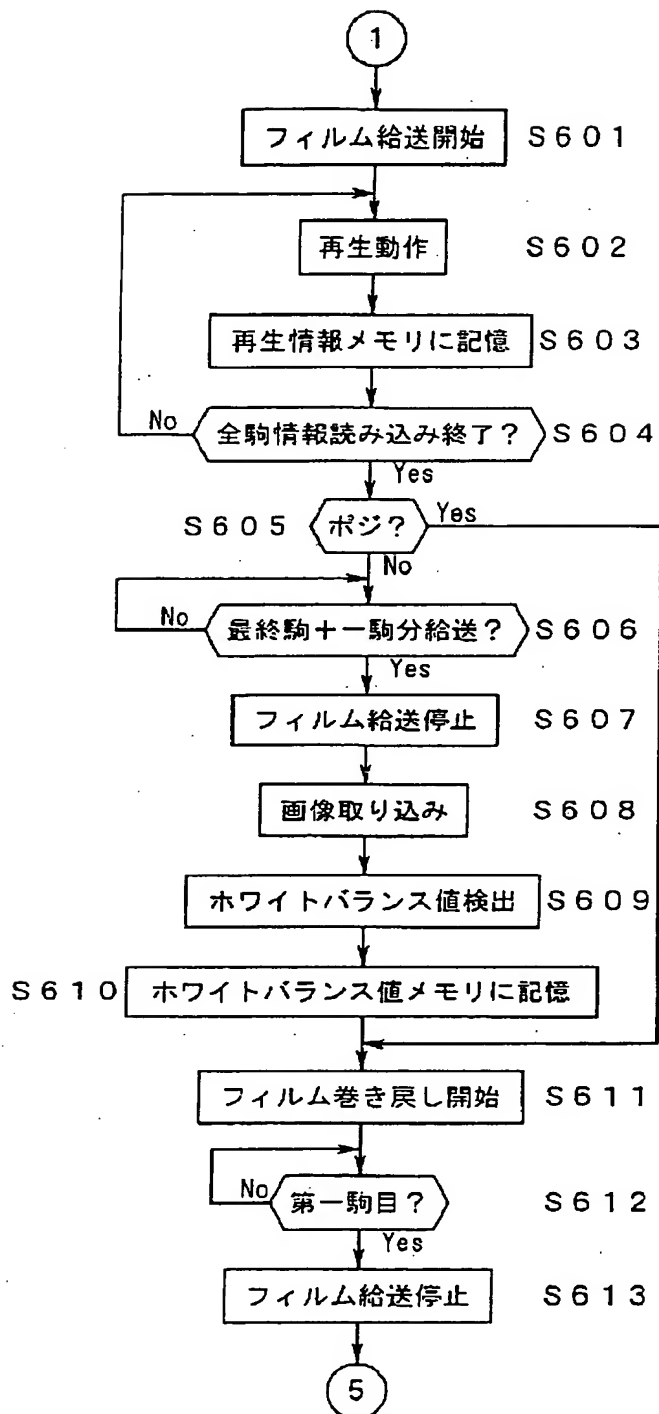 1
フィルム給送開始 S601
再生動作 S602
再生情報メモリに記憶 S603
全駒情報読み込み終了? S604
No
Yes
S605 ポジ? Yes
No
最終駒+一駒分給送? S606
No
Yes
フィルム給送停止 S607
画像取り込み S608
ホワイトバランス値検出 S609
S610 ホワイトバランス値メモリに記憶
フィルム巻き戻し開始 S611
No 第一駒目? S612
Yes
フィルム給送停止 S613
5